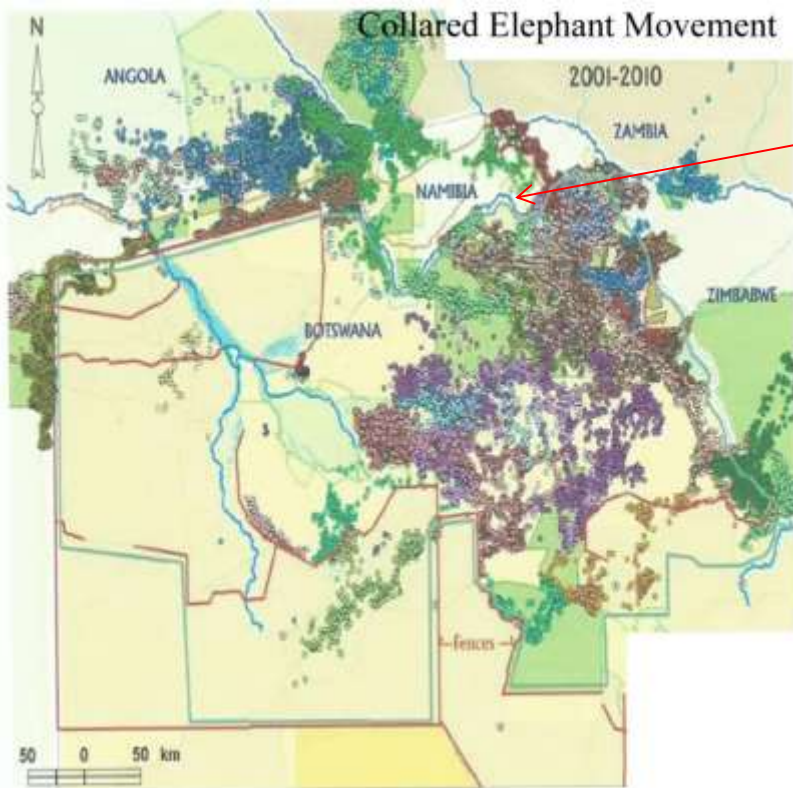 Collared Elephant Movement
N
2001-2010
ANGOLA
ZAMBIA
NAMIBIA
ZIMBABWE
BOTSWANA
fences
50 0 50 km